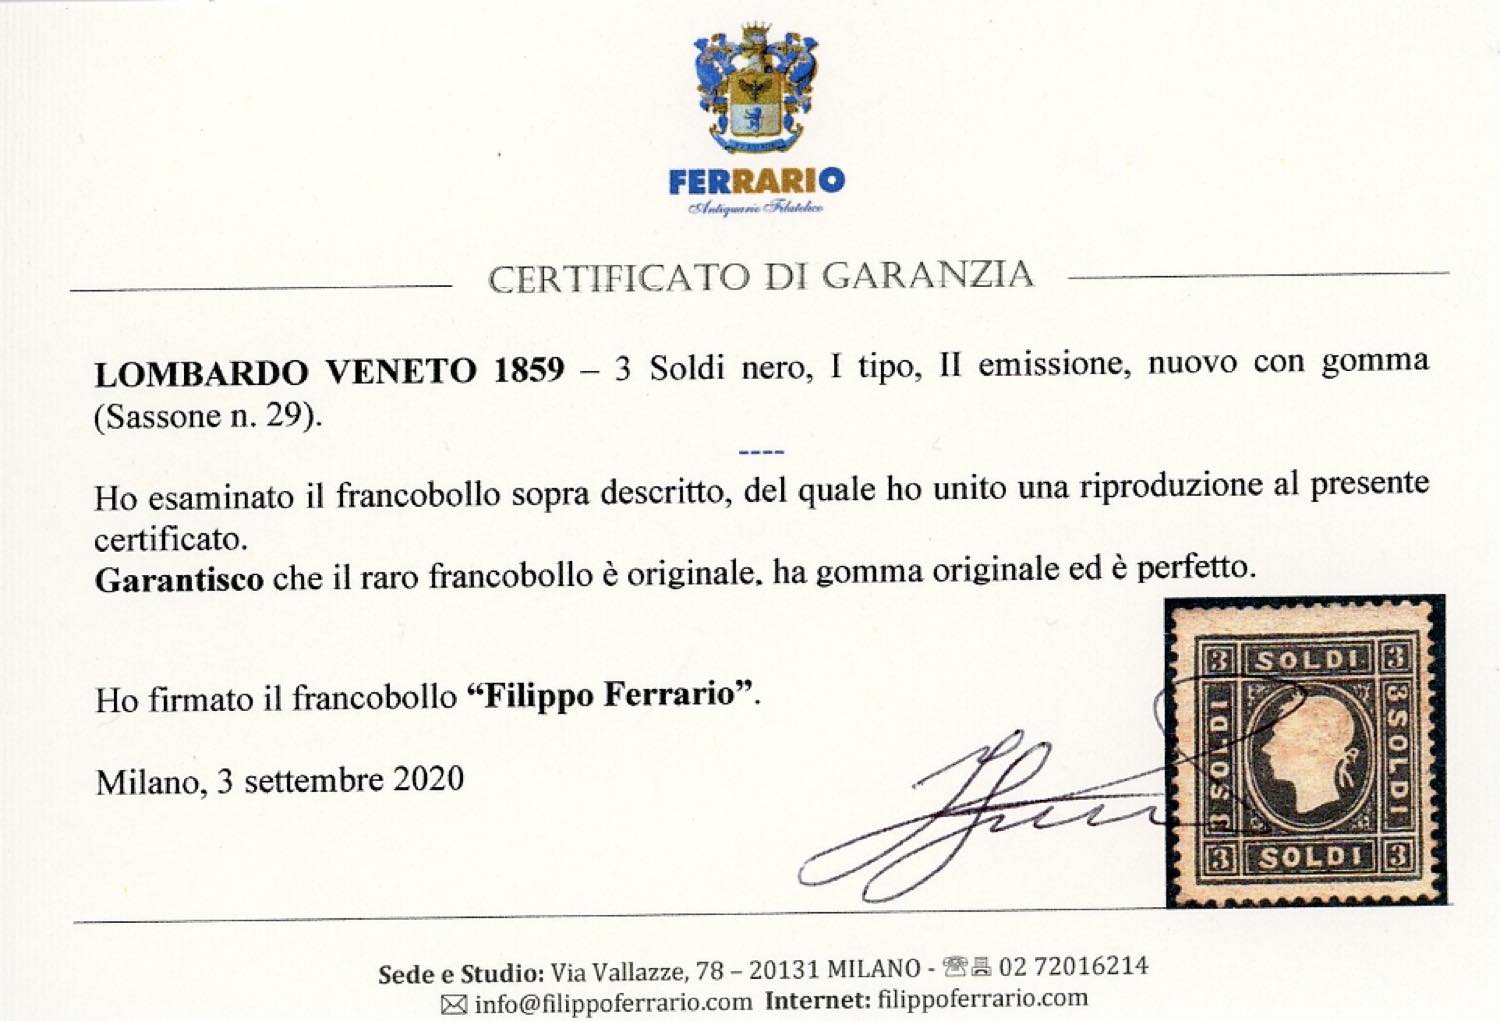 FERRARIO
Antiquario Filatelico
CERTIFICATO DI GARANZIA
LOMBARDO VENETO 1859 – 3 Soldi nero, I tipo, II emissione, nuovo con gomma
(Sassone n. 29).
----
Ho esaminato il francobollo sopra descritto, del quale ho unito una riproduzione al presente
certificato.
Garantisco che il raro francobollo è originale, ha gomma originale ed è perfetto.
Ho firmato il francobollo “Filippo Ferrario”.
Milano, 3 settembre 2020
3 SOLDI 3
3 SOLDI
3 SOLDI
3 SOLDI 3
Sede e Studio: Via Vallazze, 78 – 20131 MILANO - ☏ 02 72016214
✉ info@filippoferrario.com Internet: filippoferrario.com